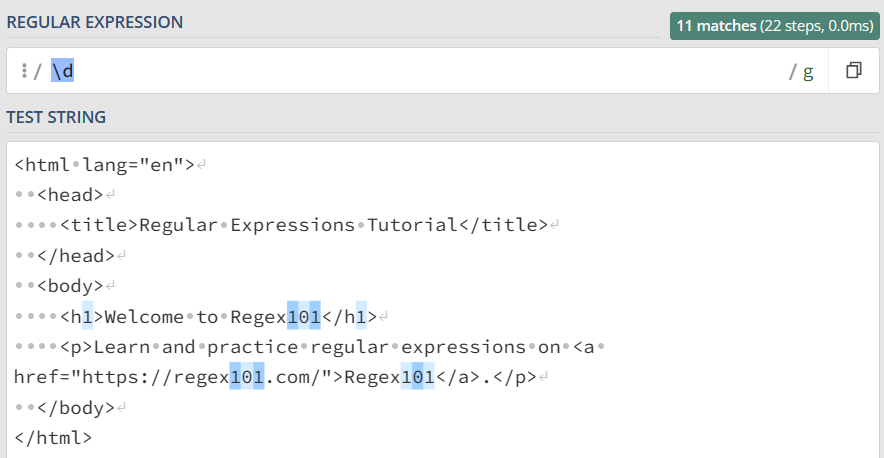 REGULAR EXPRESSION
11 matches (22 steps, 0.0ms)
/ \d / g
TEST STRING
<html lang="en">
  <head>
    <title>Regular Expressions Tutorial</title>
  </head>
  <body>
    <h1>Welcome to Regex101</h1>
    <p>Learn and practice regular expressions on <a
href="https://regex101.com/">Regex101</a>.</p>
  </body>
</html>